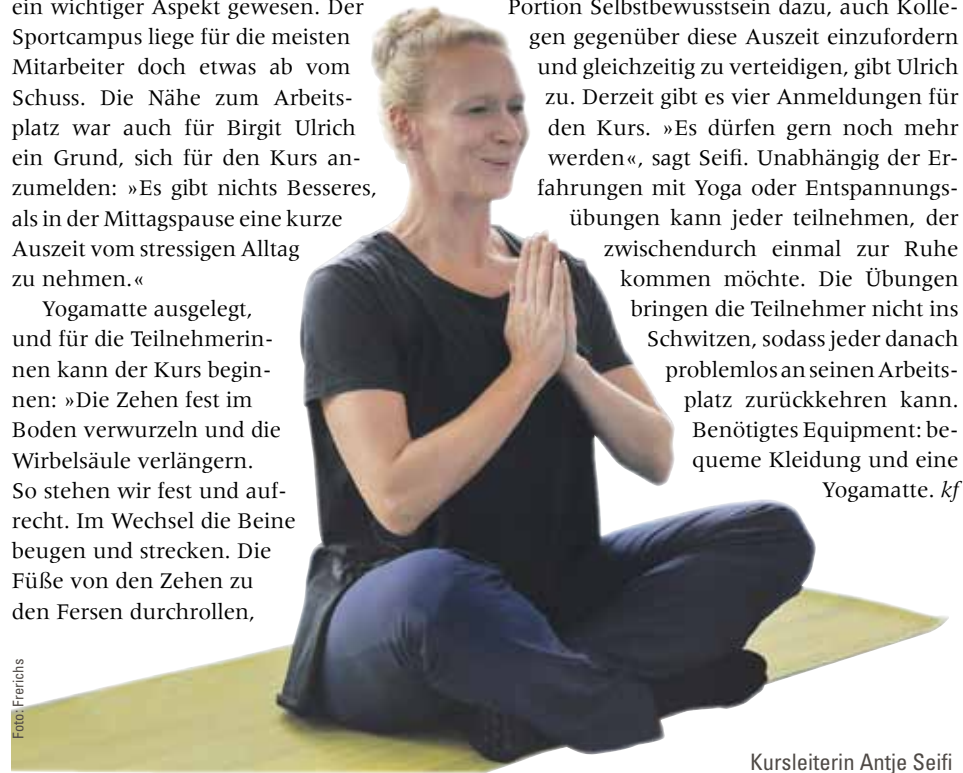 ein wichtiger Aspekt gewesen. Der
Sportcampus liege für die meisten
Mitarbeiter doch etwas ab vom
Schuss. Die Nähe zum Arbeits-
platz war auch für Birgit Ulrich
ein Grund, sich für den Kurs an-
zumelden: »Es gibt nichts Besseres,
als in der Mittagspause eine kurze
Auszeit vom stressigen Alltag
zu nehmen.«
Yogamatte ausgelegt,
und für die Teilnehmerin-
nen kann der Kurs begin-
nen: »Die Zehen fest im
Boden verwurzeln und die
Wirbelsäule verlängern.
So stehen wir fest und auf-
recht. Im Wechsel die Beine
beugen und strecken. Die
Füße von den Zehen zu
den Fersen durchrollen,
Portion Selbstbewusstsein dazu, auch Kolle-
gen gegenüber diese Auszeit einzufordern
und gleichzeitig zu verteidigen, gibt Ulrich
zu. Derzeit gibt es vier Anmeldungen für
den Kurs. »Es dürfen gern noch mehr
werden«, sagt Seifi. Unabhängig der Er-
fahrungen mit Yoga oder Entspannungs-
übungen kann jeder teilnehmen, der
zwischendurch einmal zur Ruhe
kommen möchte. Die Übungen
bringen die Teilnehmer nicht ins
Schwitzen, sodass jeder danach
problemlos an seinen Arbeits-
platz zurückkehren kann.
Benötigtes Equipment: be-
queme Kleidung und eine
Yogamatte. kf
Foto: Frerichs
Kursleiterin Antje Seifi